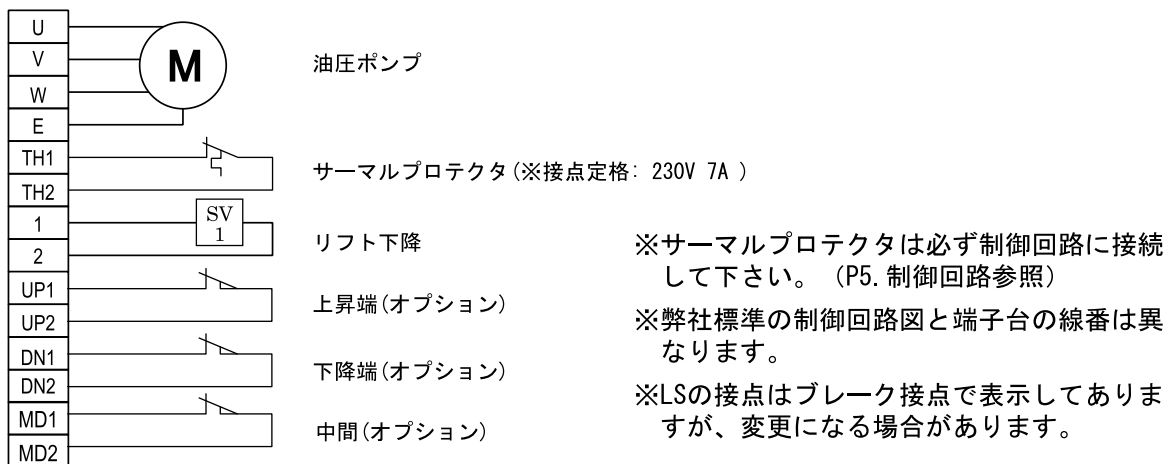 U
V
W
E
TH1
TH2
1
2
UP1
UP2
DN1
DN2
MD1
MD2
M
油圧ポンプ
サーマルプロテクタ(※接点定格: 230V 7A )
SV
1
リフト下降
上昇端(オプション)
下降端(オプション)
中間(オプション)
※サーマルプロテクタは必ず制御回路に接続
して下さい。 (P5.制御回路参照)
※弊社標準の制御回路図と端子台の線番は異
なります。
※LSの接点はブレーク接点で表示してありま
すが、変更になる場合があります。